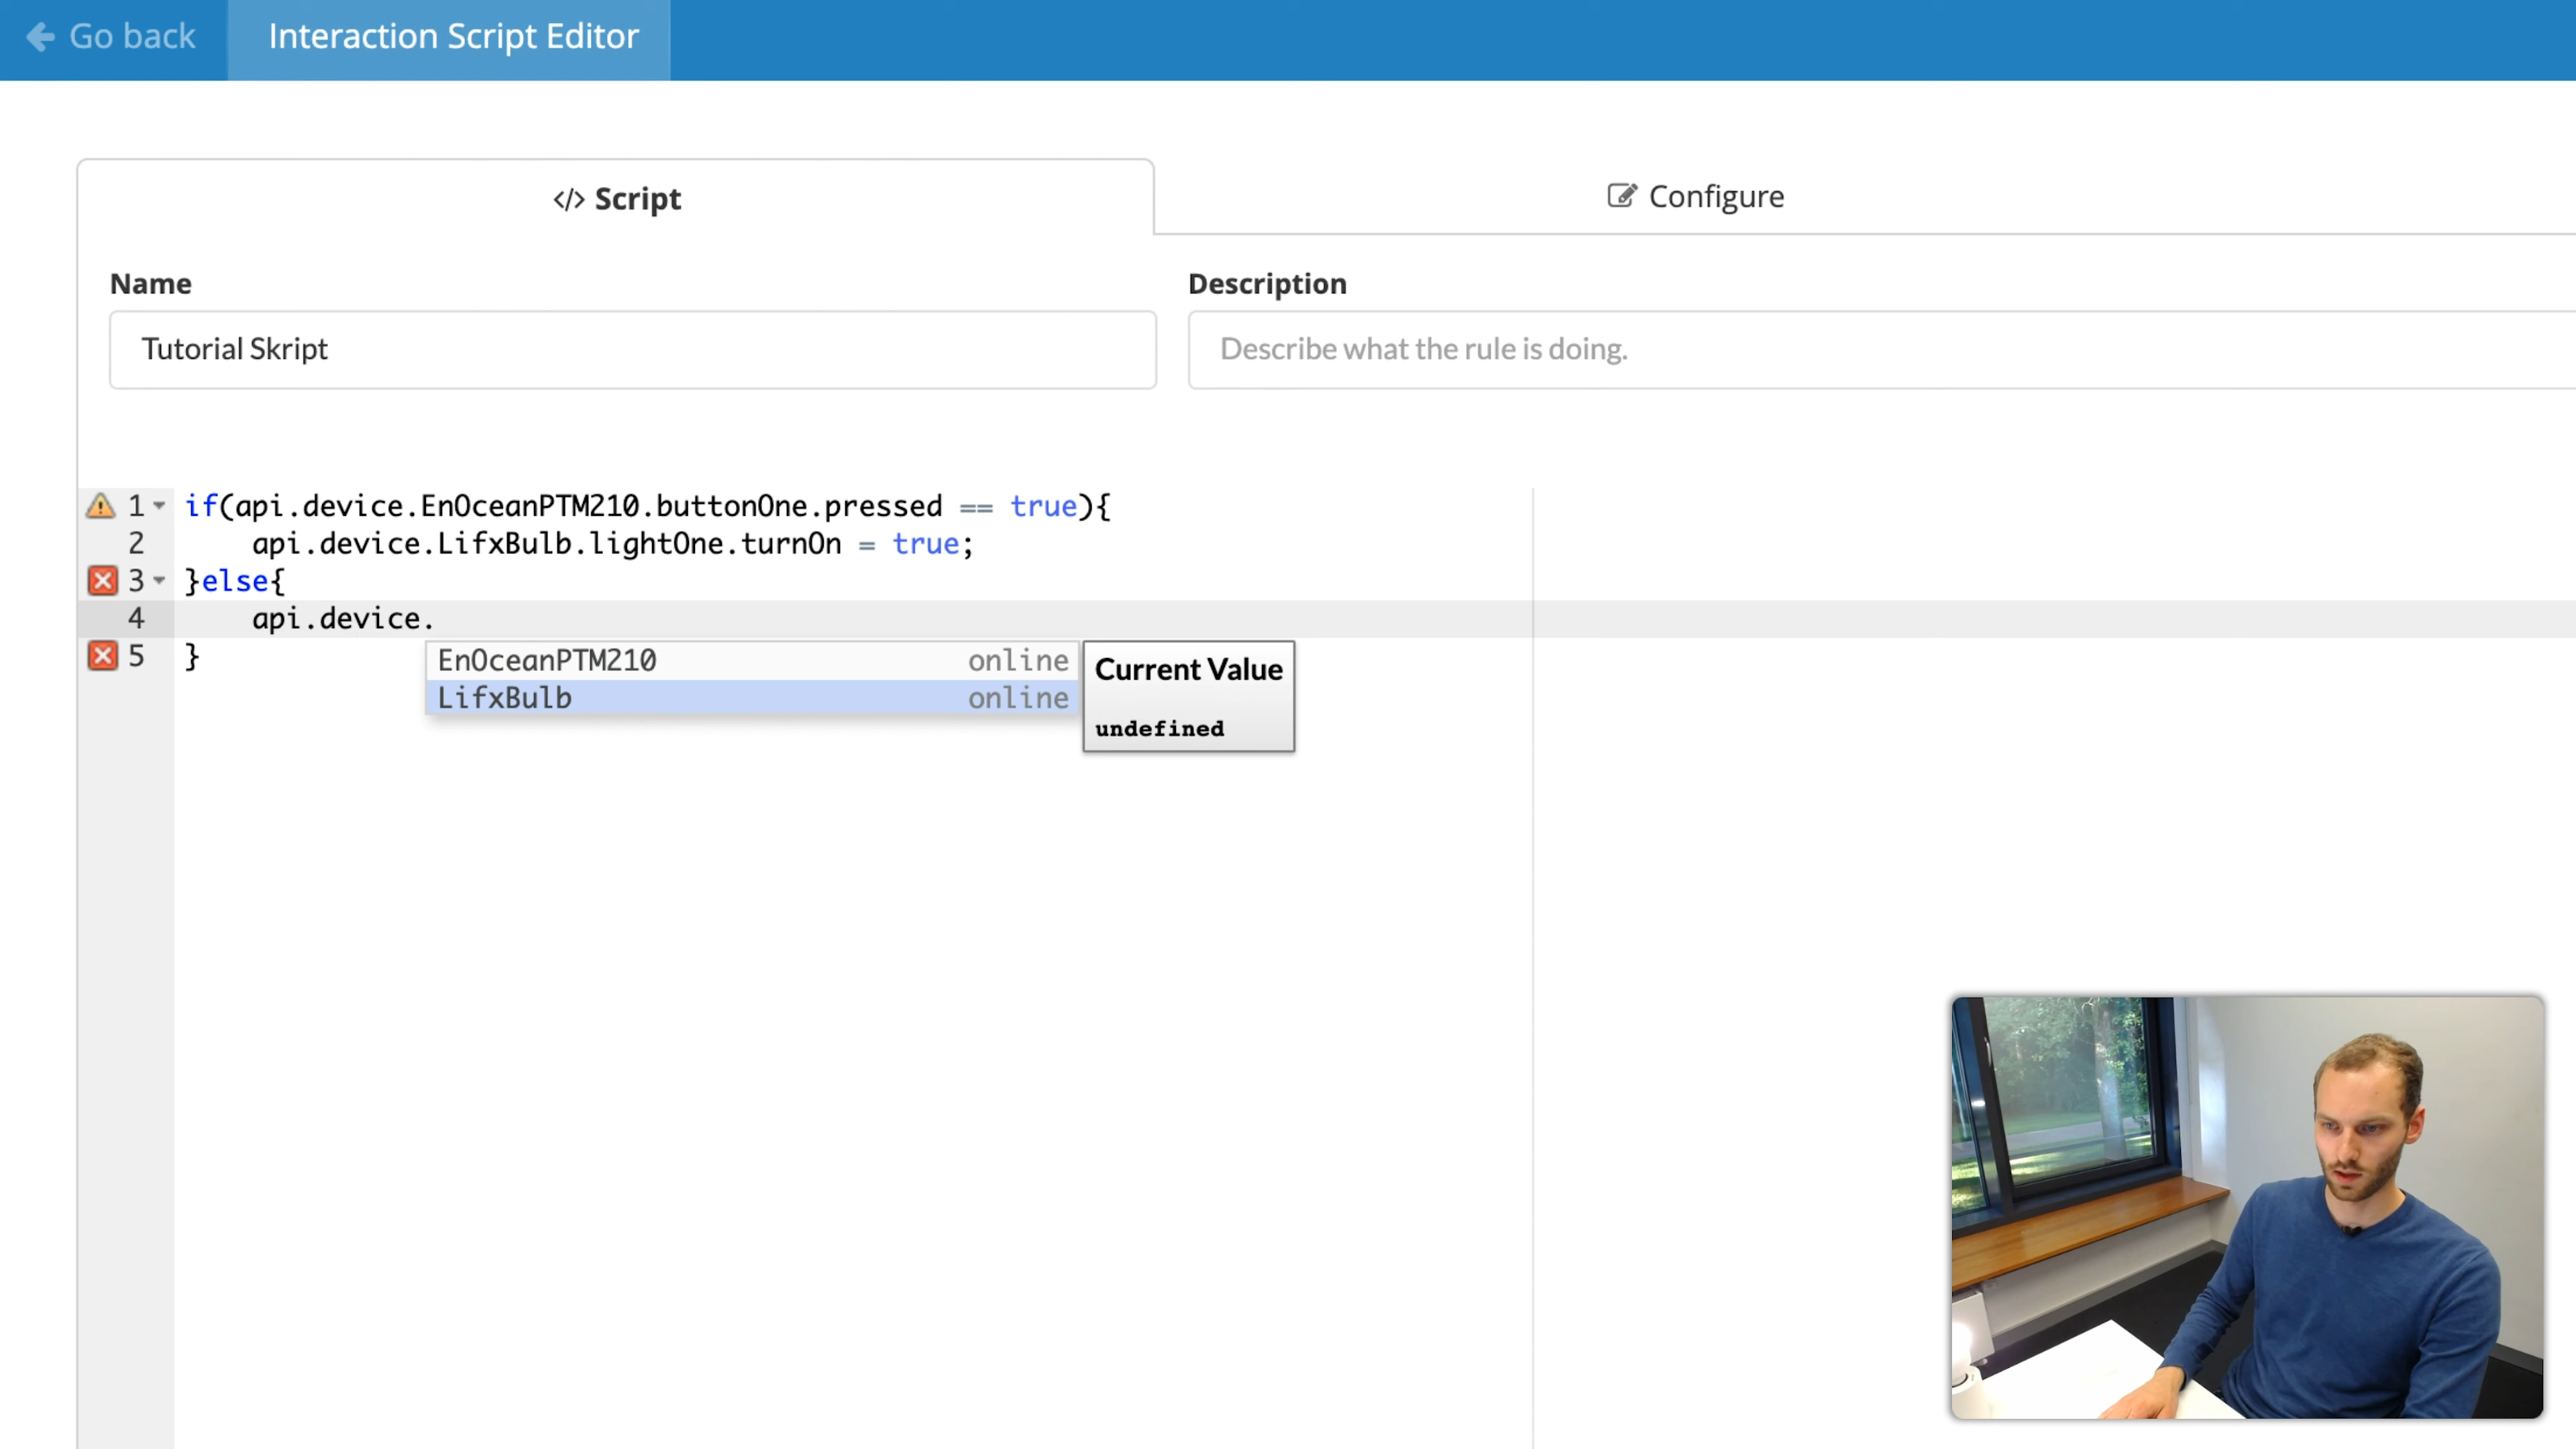 Go back
Interaction Script Editor
</> Script
Configure
Name
Description
Tutorial Skript
Describe what the rule is doing.
1 if(api.device.EnOceanPTM210.buttonOne.pressed == true){
2 api.device.LifxBulb.lightOne.turnOn = true;
3 }else{
4 api.device.
5 }
EnOceanPTM210 online
LifxBulb online
Current Value
undefined